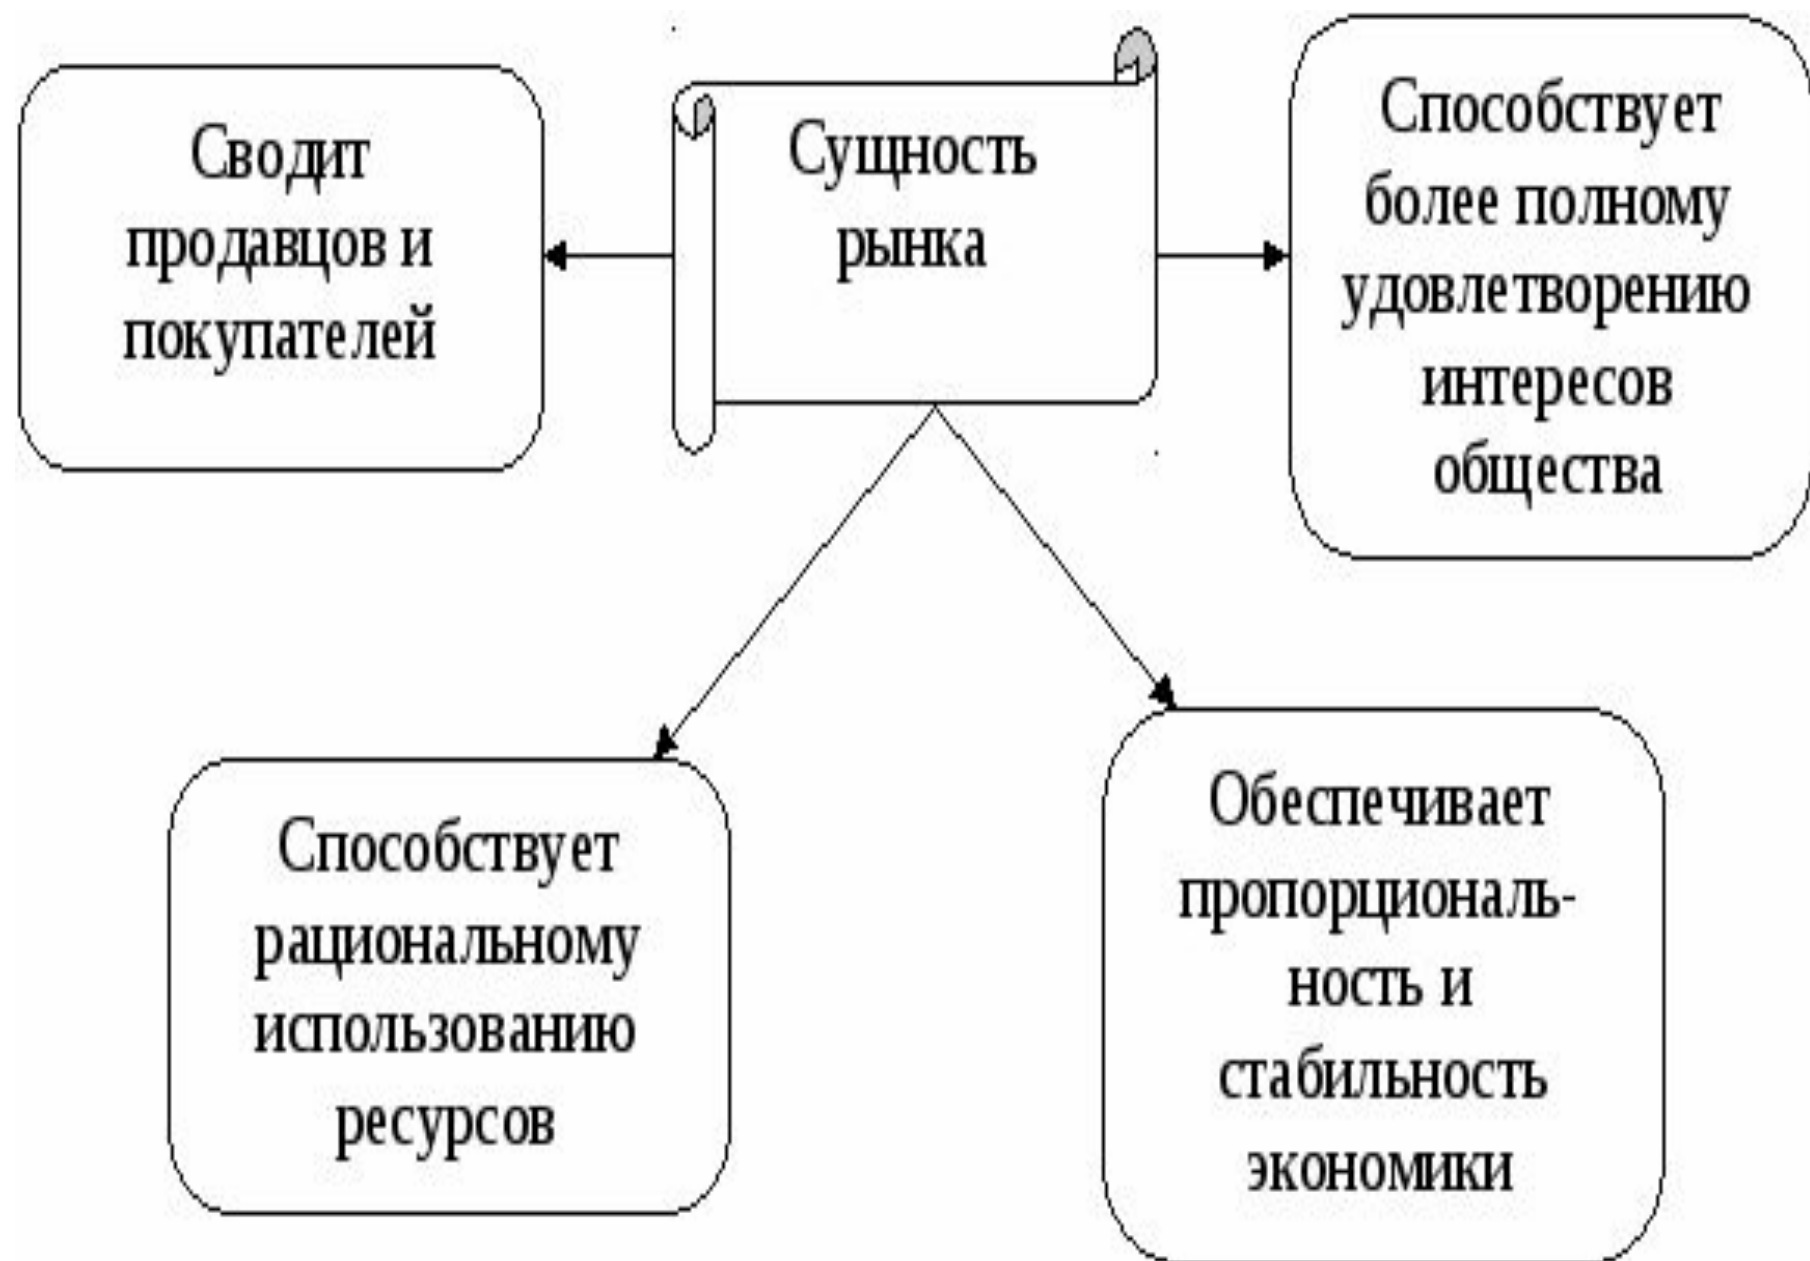 Сводит
продавцов и
покупателей
Сущность
рынка
Способствует
более полному
удовлетворению
интересов
общества
Способствует
рациональному
использованию
ресурсов
Обеспечивает
пропорциональ-
ность и
стабильность
экономики